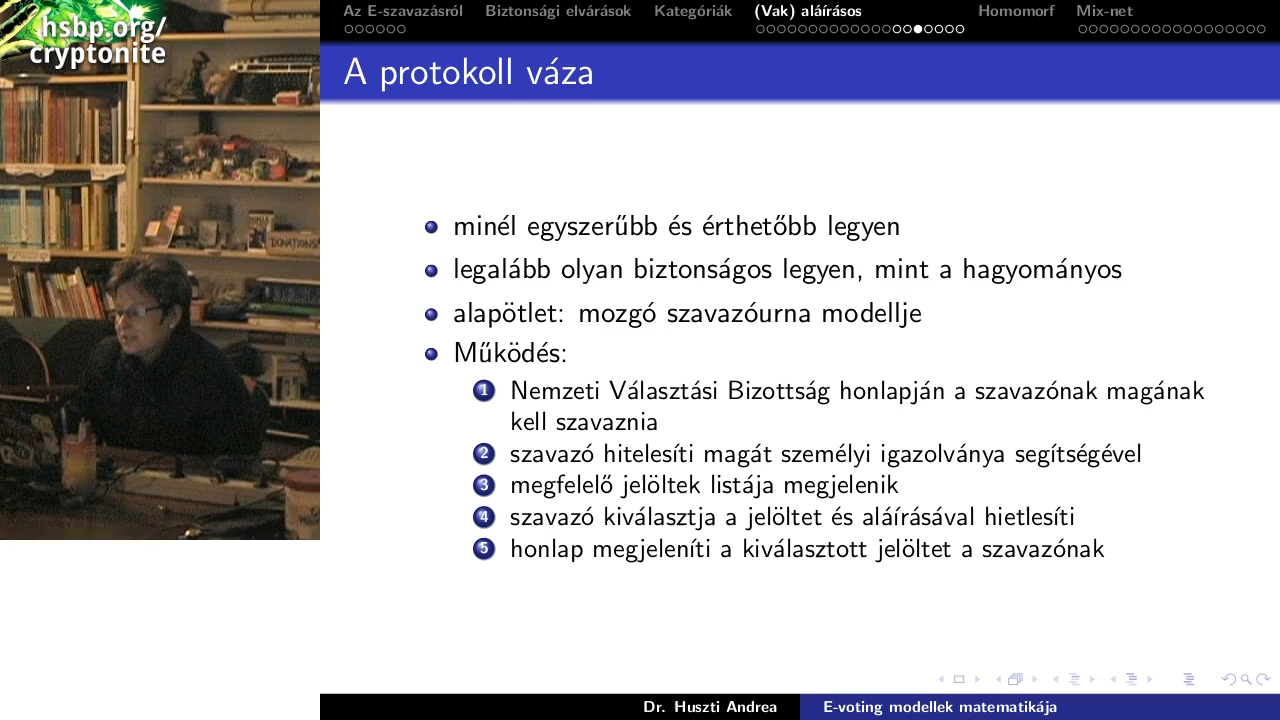 hsbp.org/
cryptonite
DONATIONS
Az E-szavazásról Biztonsági elvárások Kategóriák (Vak) aláírásos Homomorf Mix-net
A protokoll váza
minél egyszerűbb és érthetőbb legyen
legalább olyan biztonságos legyen, mint a hagyományos
alapötlet: mozgó szavazóurna modellje
Működés:
1 Nemzeti Választási Bizottság honlapján a szavazónak magának
kell szavaznia
2 szavazó hitelesíti magát személyi igazolványa segítségével
3 megfelelő jelöltek listája megjelenik
4 szavazó kiválasztja a jelöltet és aláírásával hietlesíti
5 honlap megjeleníti a kiválasztott jelöltet a szavazónak
Dr. Huszti Andrea E-voting modellek matematikája